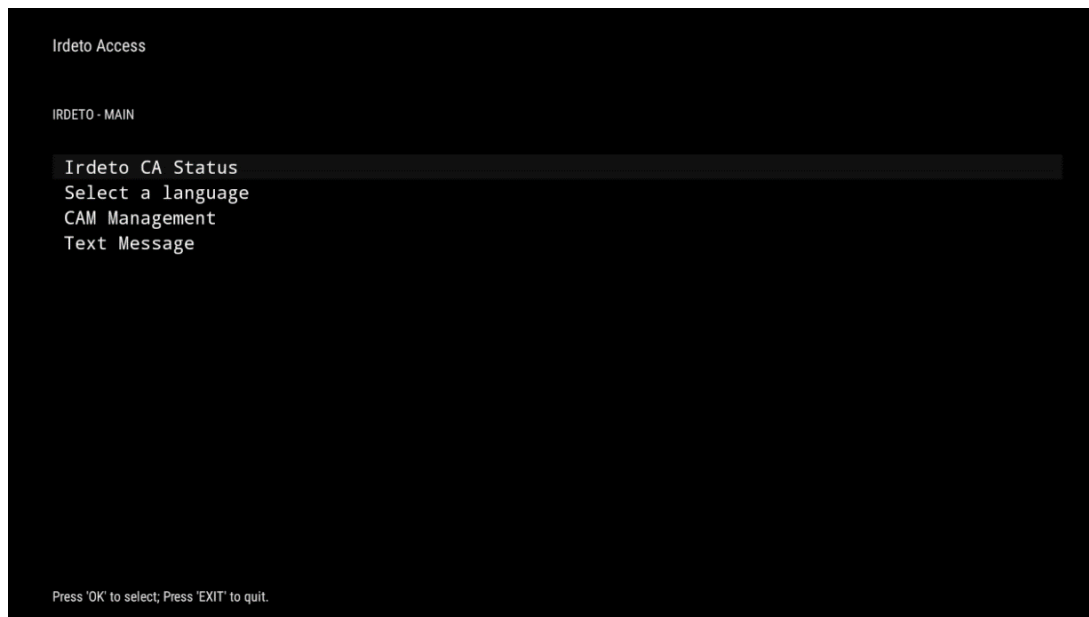 Irdeto Access
IRDETO - MAIN
Irdeto CA Status
Select a language
CAM Management
Text Message
Press 'OK' to select; Press 'EXIT' to quit.